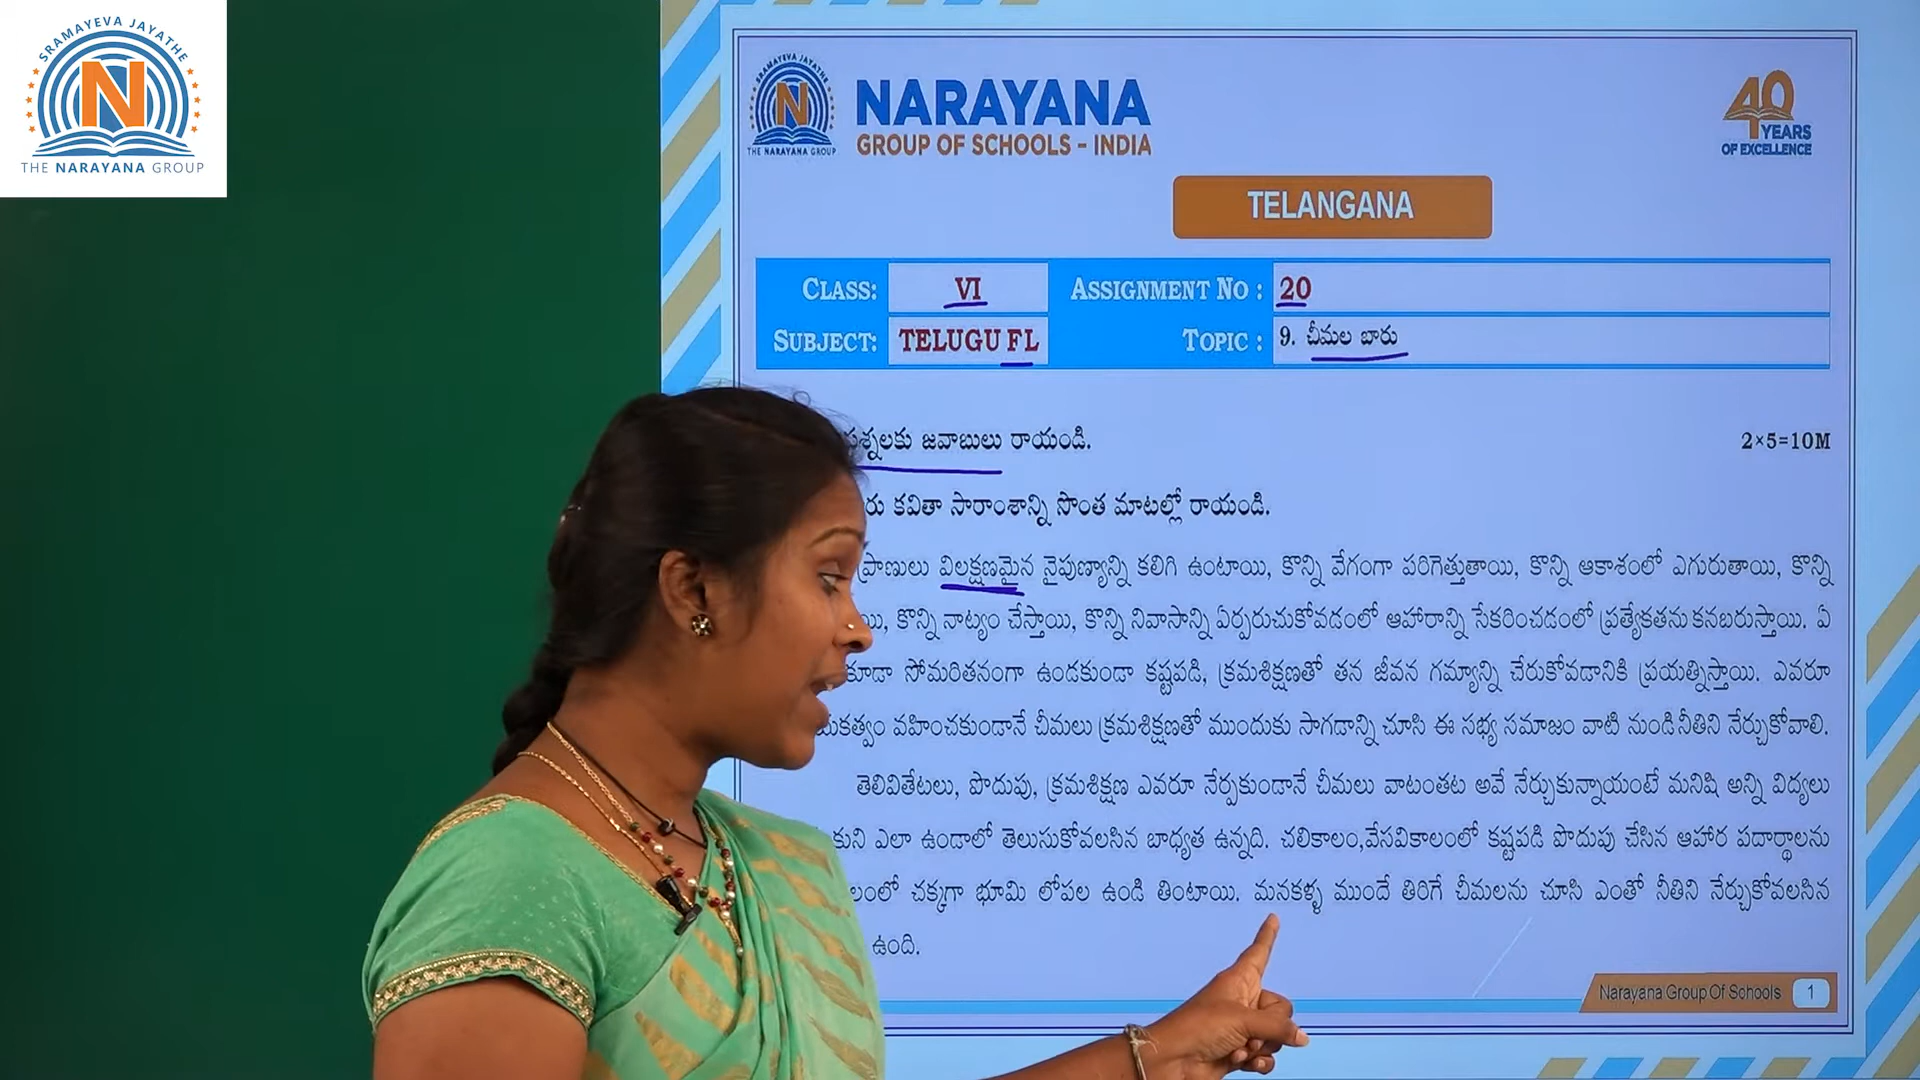 SRAMAYEVA JAYATHE
N
THE NARAYANA GROUP
SRAMAYEVA JAYATHE
N
THE NARAYANA GROUP
NARAYANA
GROUP OF SCHOOLS - INDIA
40
YEARS
OF EXCELLENCE
TELANGANA
CLASS: VI ASSIGNMENT NO : 20
SUBJECT: TELUGU FL TOPIC : 9. చీమల బారు
జవాబులు రాయండి. 2×5=10M
కవితా సారాంశాన్ని సొంత మాటల్లో రాయండి.
ప్రాణులు విలక్షణమైన నైపుణ్యాన్ని కలిగి ఉంటాయి, కొన్ని వేగంగా పరిగెత్తుతాయి, కొన్ని ఆకాశంలో ఎగురుతాయి, కొన్ని
కొన్ని నాట్యం చేస్తాయి, కొన్ని నివాసాన్ని ఏర్పరుచుకోవడంలో ఆహారాన్ని సేకరించడంలో ప్రత్యేకతను కనబరుస్తాయి. ఏ
కూడా సోమరితనంగా ఉండకుండా కష్టపడి, క్రమశిక్షణతో తన జీవన గమ్యాన్ని చేరుకోవడానికి ప్రయత్నిస్తాయి. ఎవరూ
వహించకుండానే చీమలు క్రమశిక్షణతో ముందుకు సాగడాన్ని చూసి ఈ సభ్య సమాజం వాటి నుండి నీతిని నేర్చుకోవాలి.
తెలివితేటలు, పొదుపు, క్రమశిక్షణ ఎవరూ నేర్పకుండానే చీమలు వాటంతట అవే నేర్చుకున్నాయంటే మనిషి అన్ని విద్యలు
ఎలా ఉండాలో తెలుసుకోవలసిన బాధ్యత ఉన్నది. చలికాలం,వేసవికాలంలో కష్టపడి పొదుపు చేసిన ఆహార పదార్థాలను
చక్కగా భూమి లోపల ఉండి తింటాయి. మనకళ్ళ ముందే తిరిగే చీమలను చూసి ఎంతో నీతిని నేర్చుకోవలసిన
ఉంది.
Narayana Group Of Schools 1